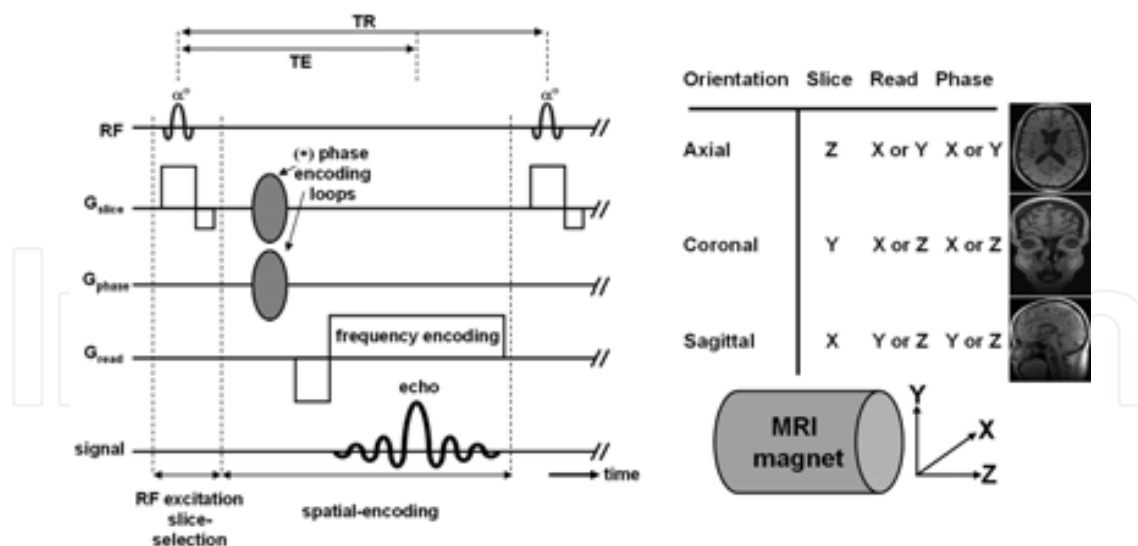 TR
TE
α°
α°
RF
(*) phase
encoding
loops
Gslice
Gphase
frequency encoding
Gread
echo
signal
time
RF excitation
slice-
selection
spatial-encoding
Orientation Slice Read Phase
Axial Z X or Y X or Y
Coronal Y X or Z X or Z
Sagittal X Y or Z Y or Z
MRI
magnet
Y
X
Z